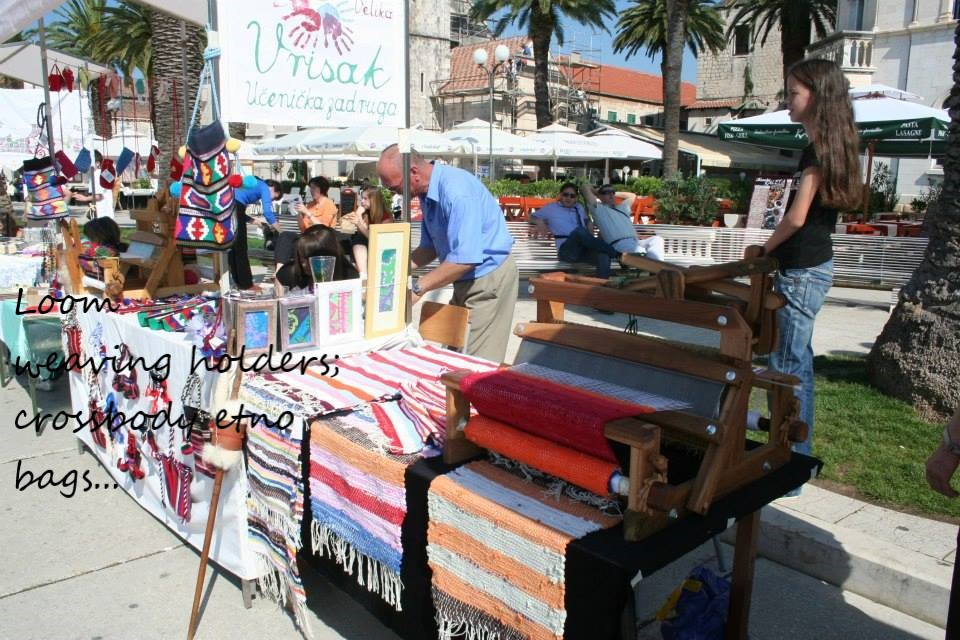 Velika
Vrisak
Učenička zadruga
LASAGNE
Loom
weaving holders;
crossbody etno
bags...